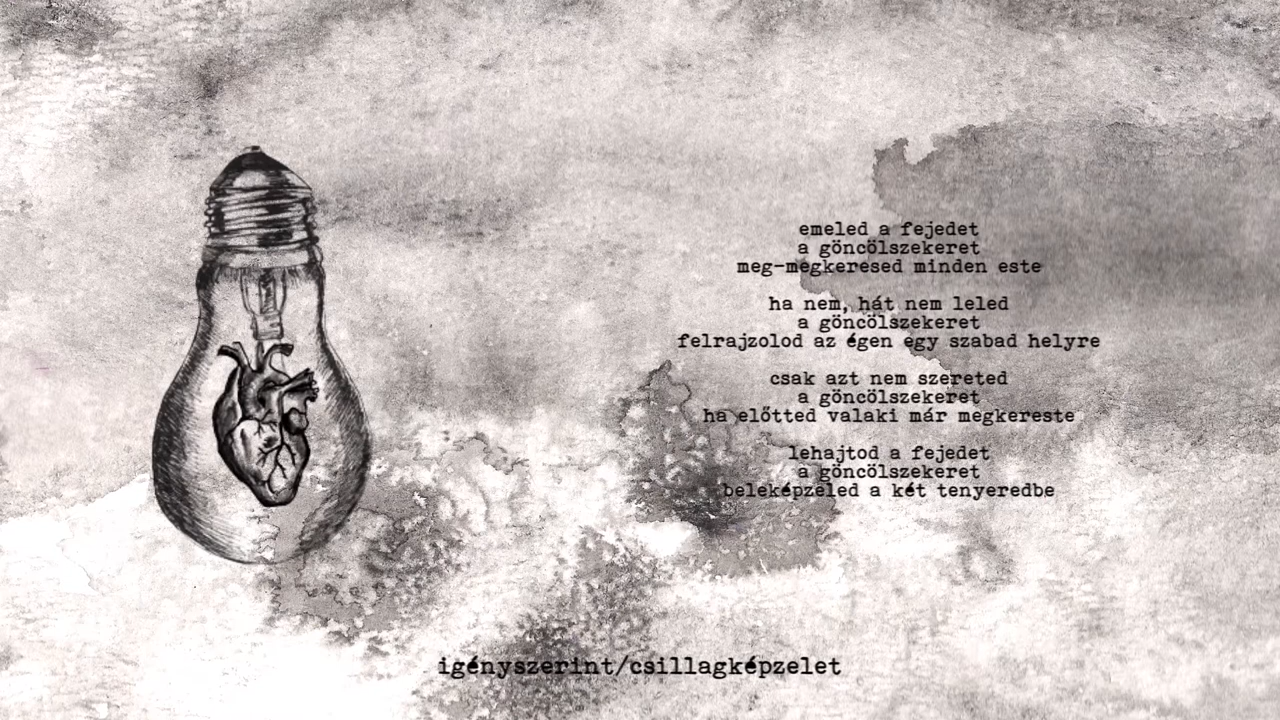 emeled a fejedet
a göncölszekeret
meg-megkeresed minden este
ha nem, hát nem leled
a göncölszekeret
felrajzolod az égen egy szabad helyre
csak azt nem szereted
a göncölszekeret
ha előtted valaki már megkereste
lehajtod a fejedet
a göncölszekeret
beleképzeled a két tenyeredbe
igényszerint/csillagképzelet